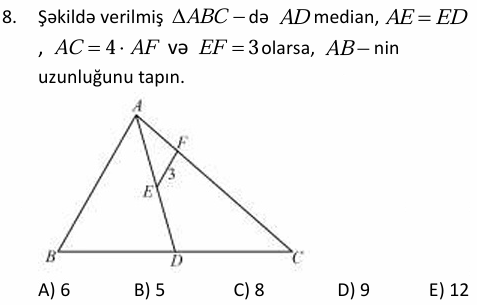 8. Şəkildə verilmiş ΔABC – də AD median, AE = ED
, AC = 4 · AF və EF = 3 olarsa, AB – nin
uzunluğunu tapın.
A
F
3
E
B
D
C
A) 6 B) 5 C) 8 D) 9 E) 12